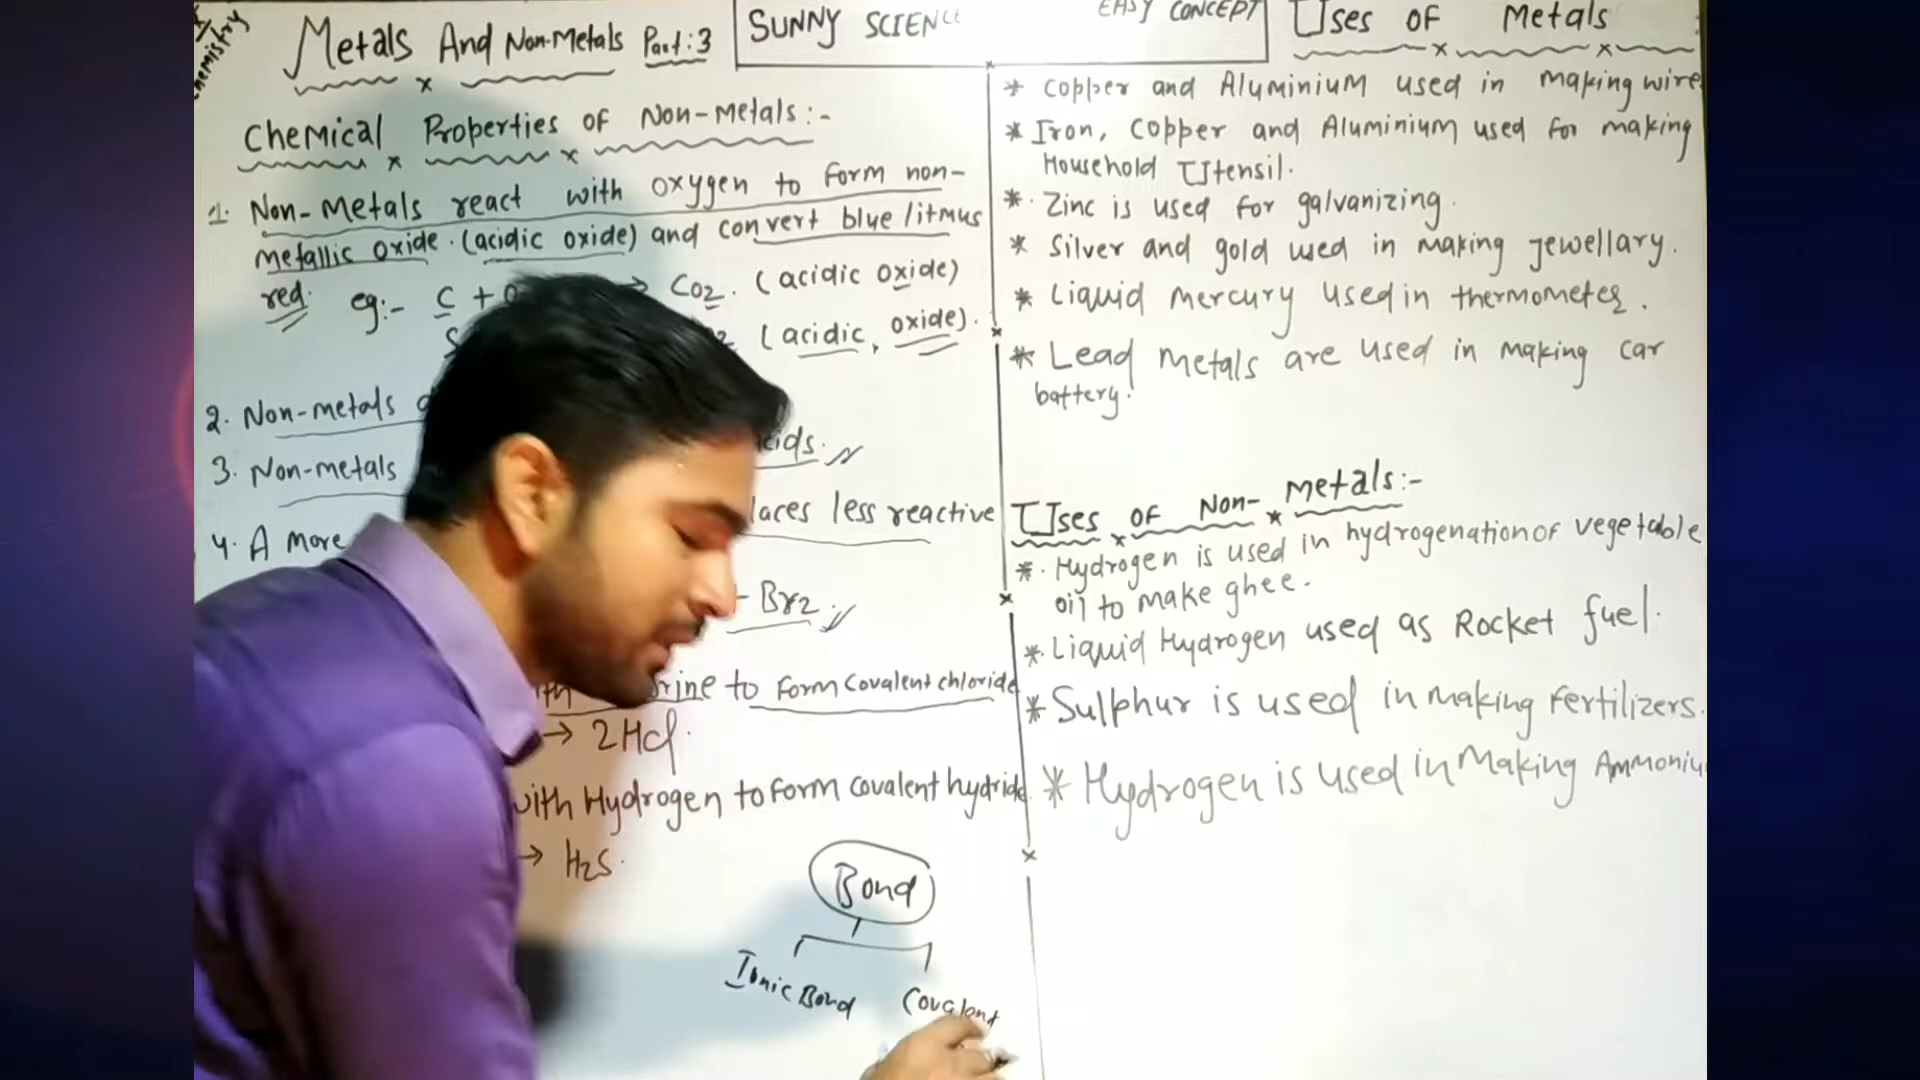 Metals And Non-Metals Part:3
SUNNY SCIENCE EASY CONCEPT
Chemical Properties of Non-Metals:-
1. Non-Metals react with oxygen to form non-
metallic oxide. (acidic oxide) and convert blue litmus
red. eg:- C + → CO2. (acidic oxide)
(acidic, oxide).
2. Non-metals
3. Non-metals
4. A more less reactive
- Br2
to form covalent chloride
→ 2HCl.
with Hydrogen to form covalent hydride
→ H2S.
Bond
Ionic Bond Covalent
Uses of Metals
* Copper and Aluminium used in making wire
* Iron, Copper and Aluminium used for making
Household Utensil.
* Zinc is used for galvanizing.
* Silver and gold used in making jewellary.
* Liquid mercury used in thermometer.
* Lead metals are used in making car
battery.
Uses of Non-Metals:-
* Hydrogen is used in hydrogenation of vegetable
oil to make ghee.
* Liquid Hydrogen used as Rocket fuel.
* Sulphur is used in making fertilizers.
* Hydrogen is used in Making Ammoniu